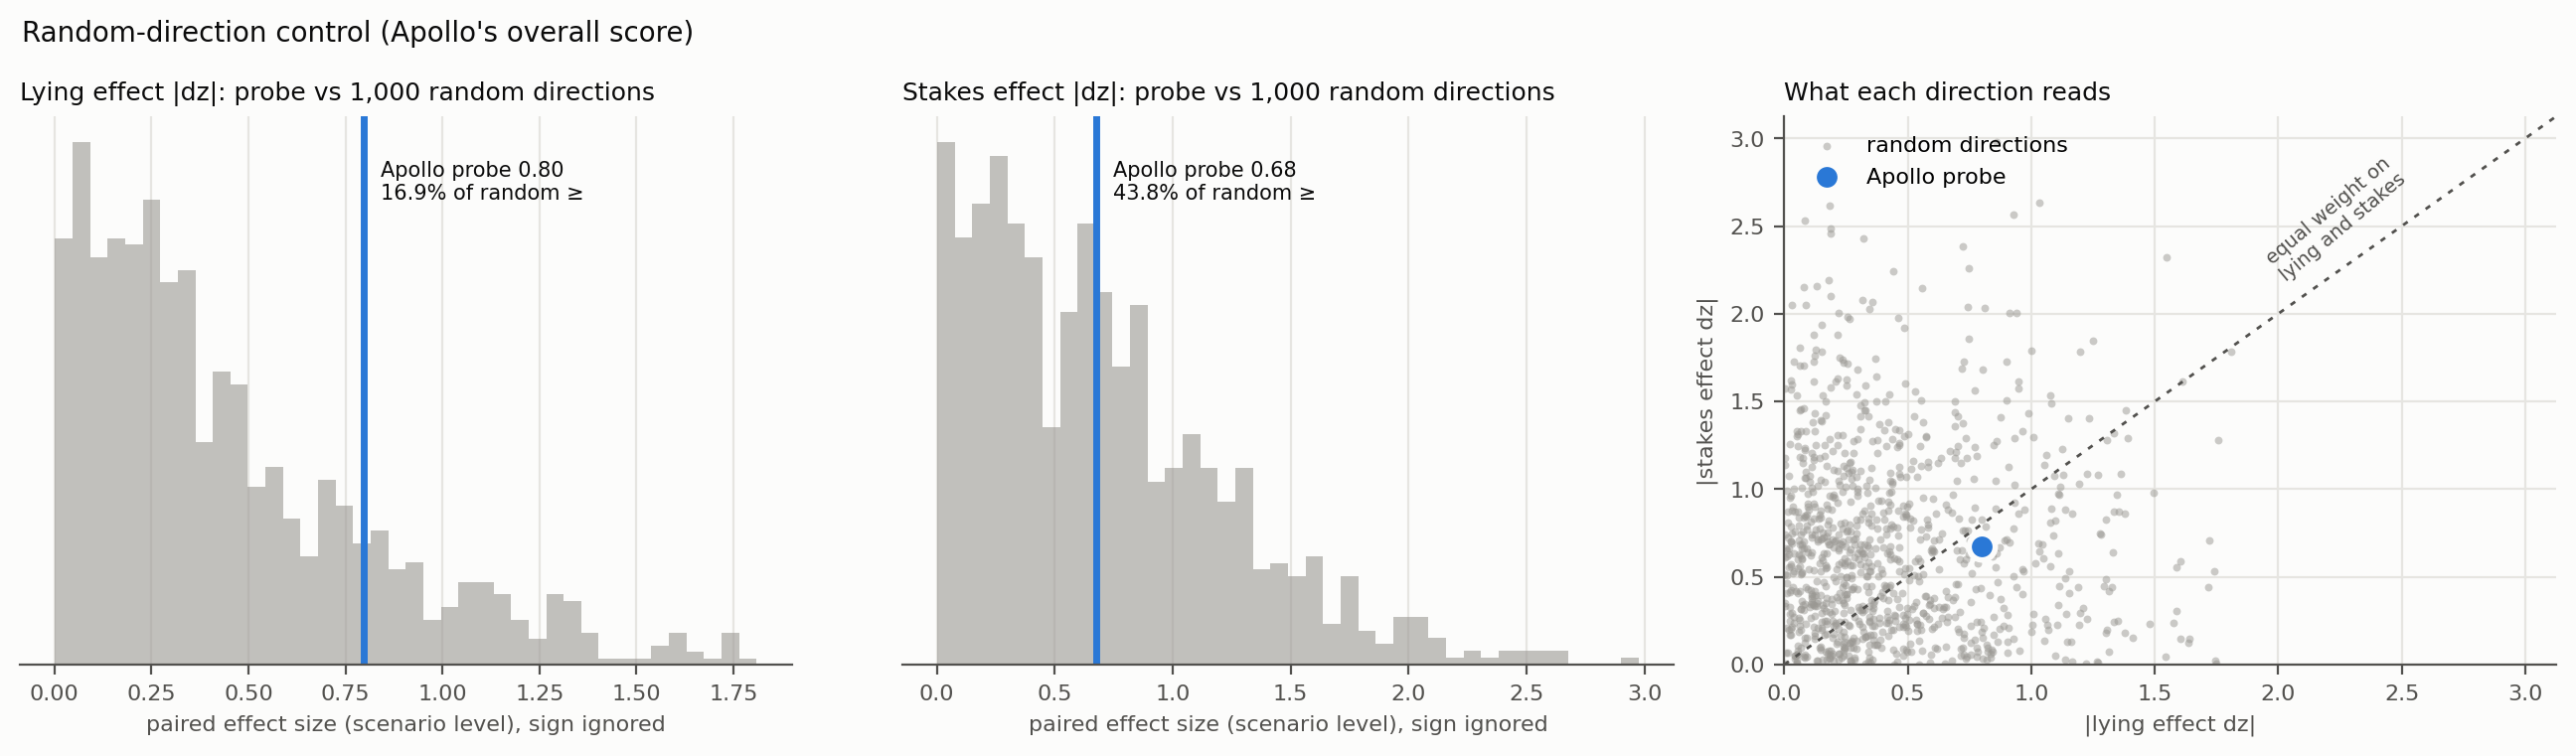 Random-direction control (Apollo's overall score)
Lying effect |dz|: probe vs 1,000 random directions
Apollo probe 0.80
16.9% of random ≥
0.00 0.25 0.50 0.75 1.00 1.25 1.50 1.75
paired effect size (scenario level), sign ignored
Stakes effect |dz|: probe vs 1,000 random directions
Apollo probe 0.68
43.8% of random ≥
0.0 0.5 1.0 1.5 2.0 2.5 3.0
paired effect size (scenario level), sign ignored
What each direction reads
random directions
Apollo probe
equal weight on
lying and stakes
|stakes effect dz|
3.0
2.5
2.0
1.5
1.0
0.5
0.0
0.0 0.5 1.0 1.5 2.0 2.5 3.0
|lying effect dz|